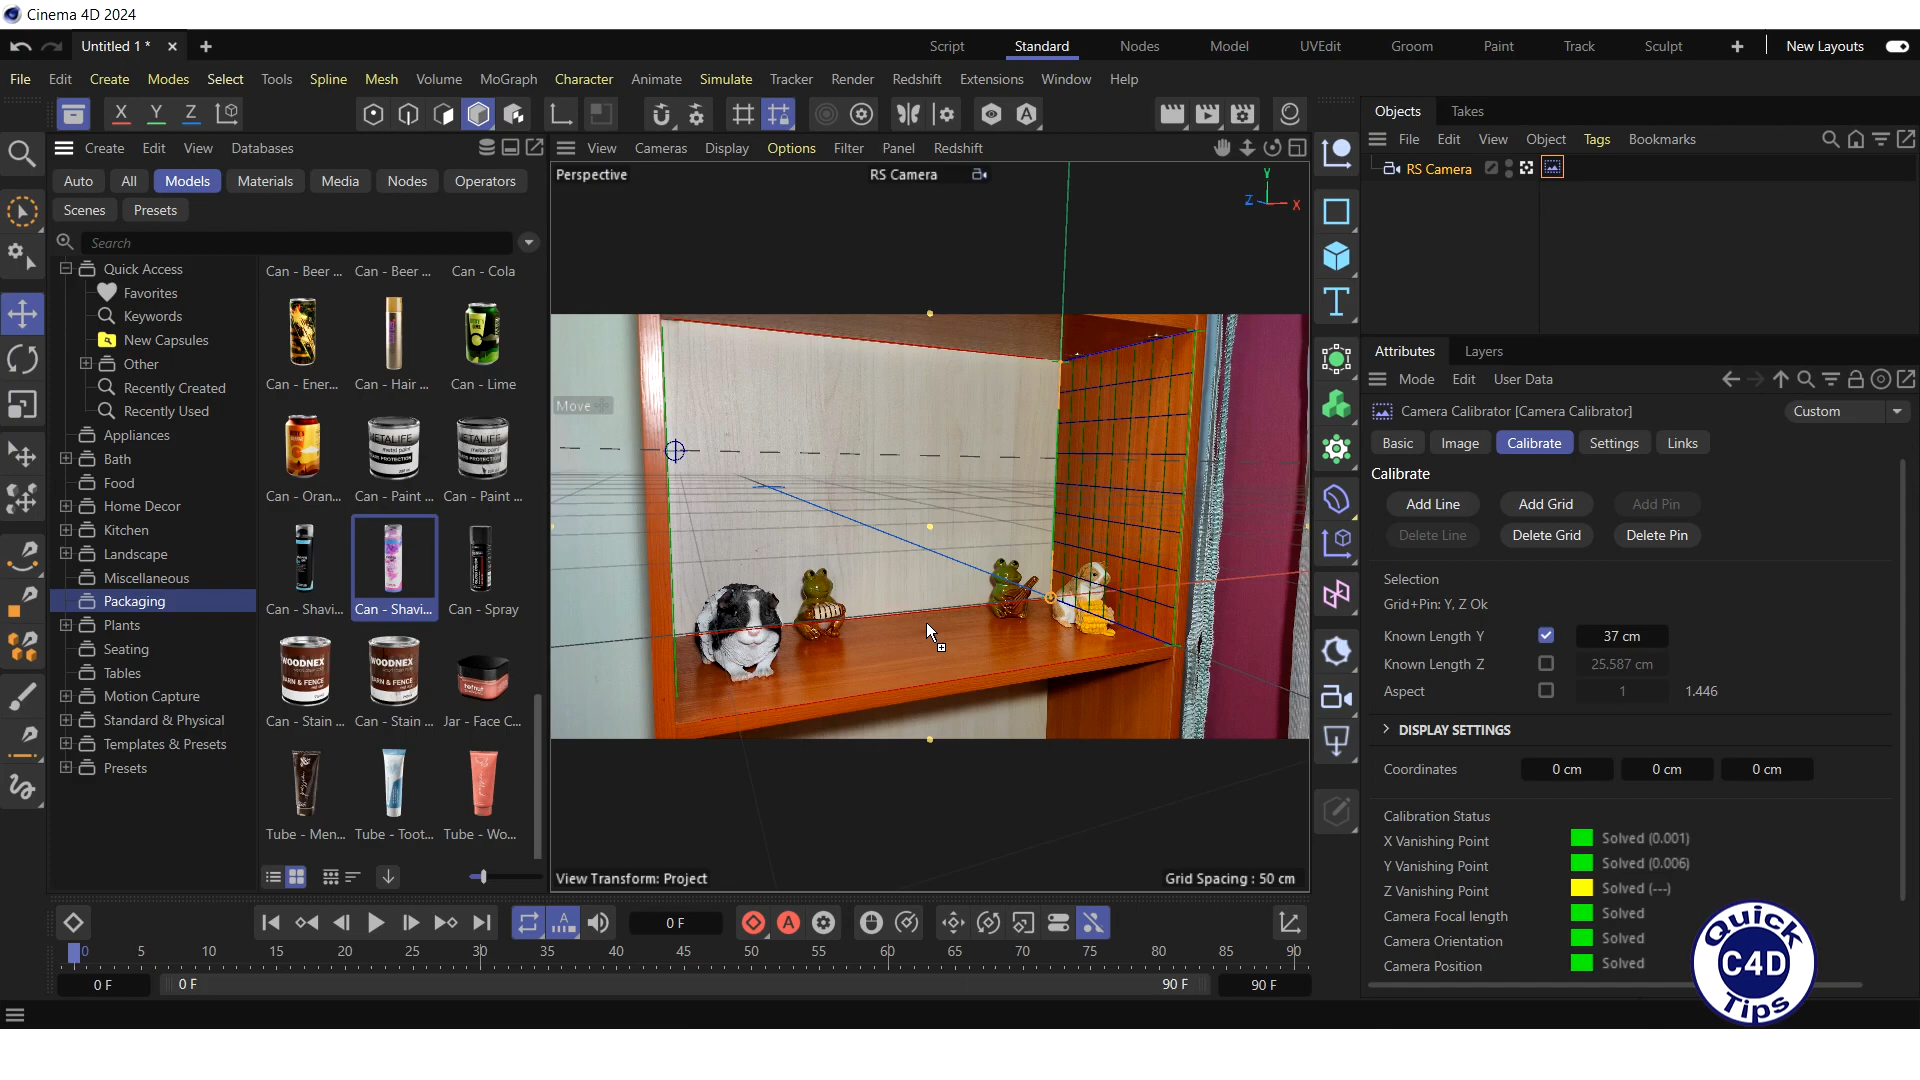 Cinema 4D 2024
Untitled 1 *
Script Standard Nodes Model UVEdit Groom Paint Track Sculpt New Layouts
File Edit Create Modes Select Tools Spline Mesh Volume MoGraph Character Animate Simulate Tracker Render Redshift Extensions Window Help
X Y Z
Objects Takes
Create Edit View Databases
View Cameras Display Options Filter Panel Redshift
File Edit View Object Tags Bookmarks
Auto All Models Materials Media Nodes Operators
Scenes Presets
Search
Quick Access
Favorites
Keywords
New Capsules
Other
Recently Created
Recently Used
Appliances
Bath
Food
Home Decor
Kitchen
Landscape
Miscellaneous
Packaging
Plants
Seating
Tables
Motion Capture
Standard & Physical
Templates & Presets
Presets
Can - Beer ... Can - Beer ... Can - Cola
Can - Ener... Can - Hair ... Can - Lime
METALIFE
metal paint
METALIFE
metal paint
Can - Oran... Can - Paint ... Can - Paint ...
Can - Shavi... Can - Shavi... Can - Spray
WOODNEX
BARN & FENCE
WOODNEX
BARN & FENCE
Can - Stain ... Can - Stain ... Jar - Face C...
Tube - Men... Tube - Toot... Tube - Wo...
Perspective
RS Camera
Y
Z
X
Move
View Transform: Project
Grid Spacing : 50 cm
RS Camera
Attributes Layers
Mode Edit User Data
Camera Calibrator [Camera Calibrator]
Custom
Basic Image Calibrate Settings Links
Calibrate
Add Line Add Grid Add Pin
Delete Line Delete Grid Delete Pin
Selection
Grid+Pin: Y, Z Ok
Known Length Y 37 cm
Known Length Z 25.587 cm
Aspect 1 1.446
DISPLAY SETTINGS
Coordinates 0 cm 0 cm 0 cm
Calibration Status
X Vanishing Point Solved (0.001)
Y Vanishing Point Solved (0.006)
Z Vanishing Point Solved (---)
Camera Focal length Solved
Camera Orientation Solved
Camera Position Solved
0 F
0 5 10 15 20 25 30 35 40 45 50 55 60 65 70 75 80 85 90
0 F 0 F 90 F 90 F
Quick
C4D
Tips